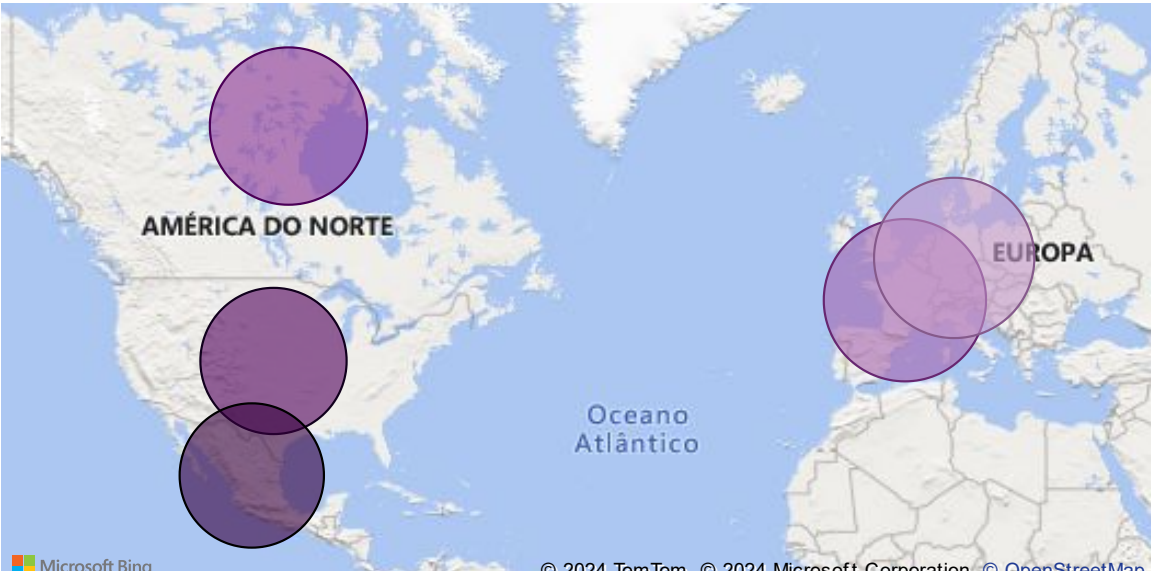 AMÉRICA DO NORTE
EUROPA
Oceano
Atlântico
Microsoft Bing
© 2024 TomTom, © 2024 Microsoft Corporation, © OpenStreetMap